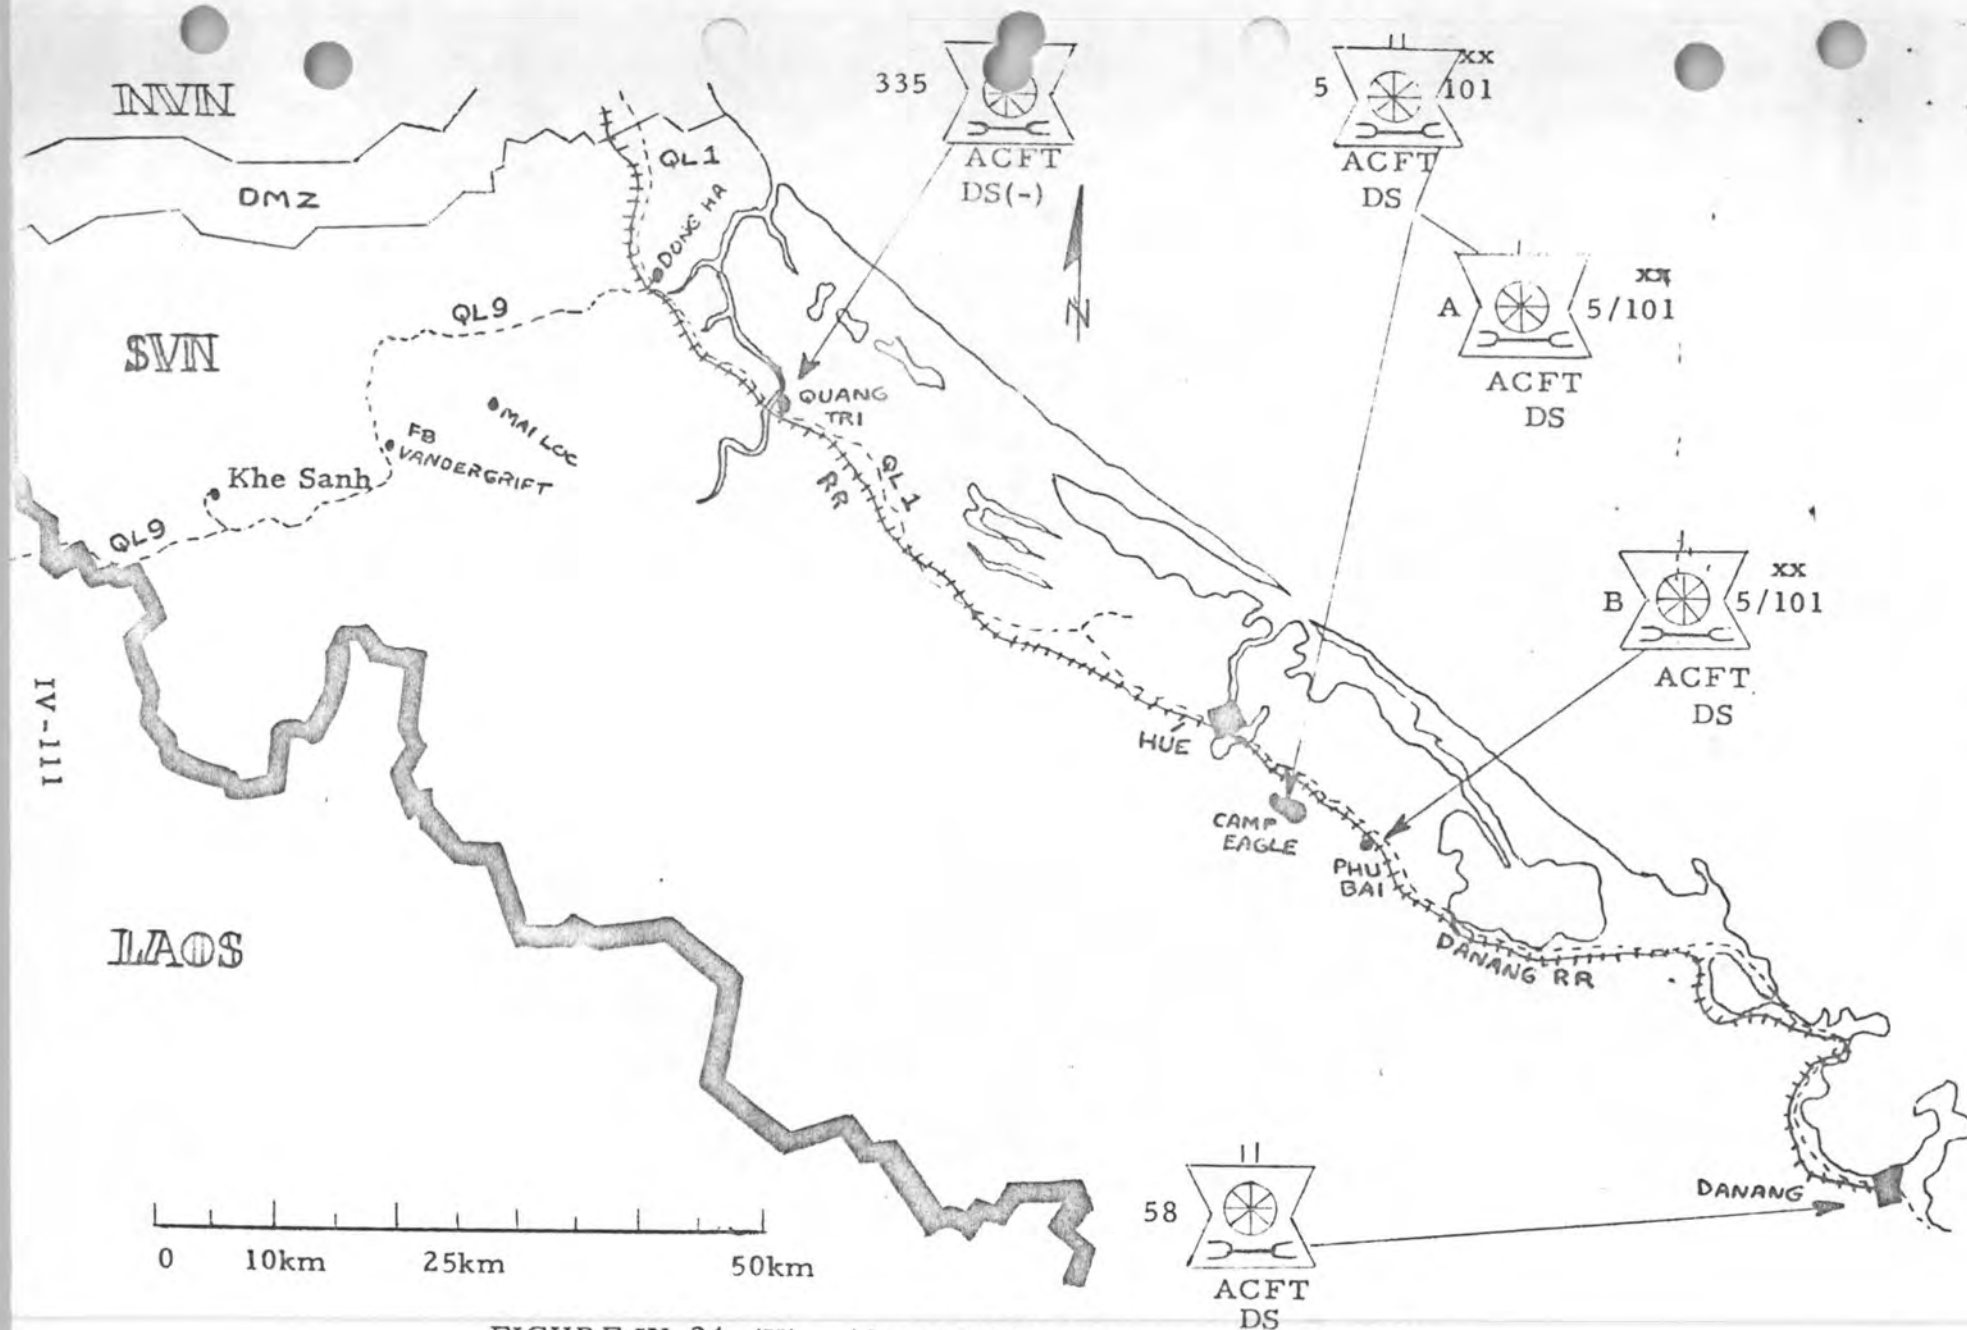 NVN
DMZ
SVN
LAOS
QL1
DONG HA
QL9
MAI LOC
FB
VANDERGRIFT
Khe Sanh
QL9
QUANG
TRI
RR
QL1
N
335
ACFT
DS(-)
5
xx
101
ACFT
DS
A
5/101
ACFT
DS
B
xx
5/101
ACFT
DS
HUE
CAMP
EAGLE
PHU
BAI
DANANG RR
DANANG
58
ACFT
DS
0 10km 25km 50km
IV-111